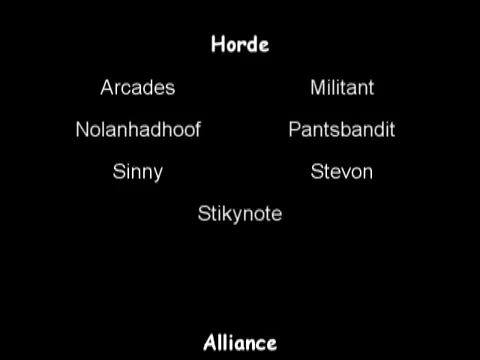 Horde
Arcades Militant
Nolanhadhoof Pantsbandit
Sinny Stevon
Stikynote
Alliance